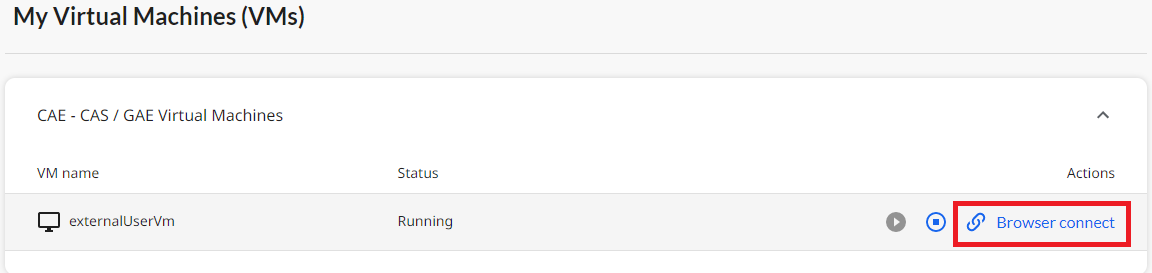 My Virtual Machines (VMs)
CAE - CAS / GAE Virtual Machines
VM name Status Actions
externalUserVm Running Browser connect